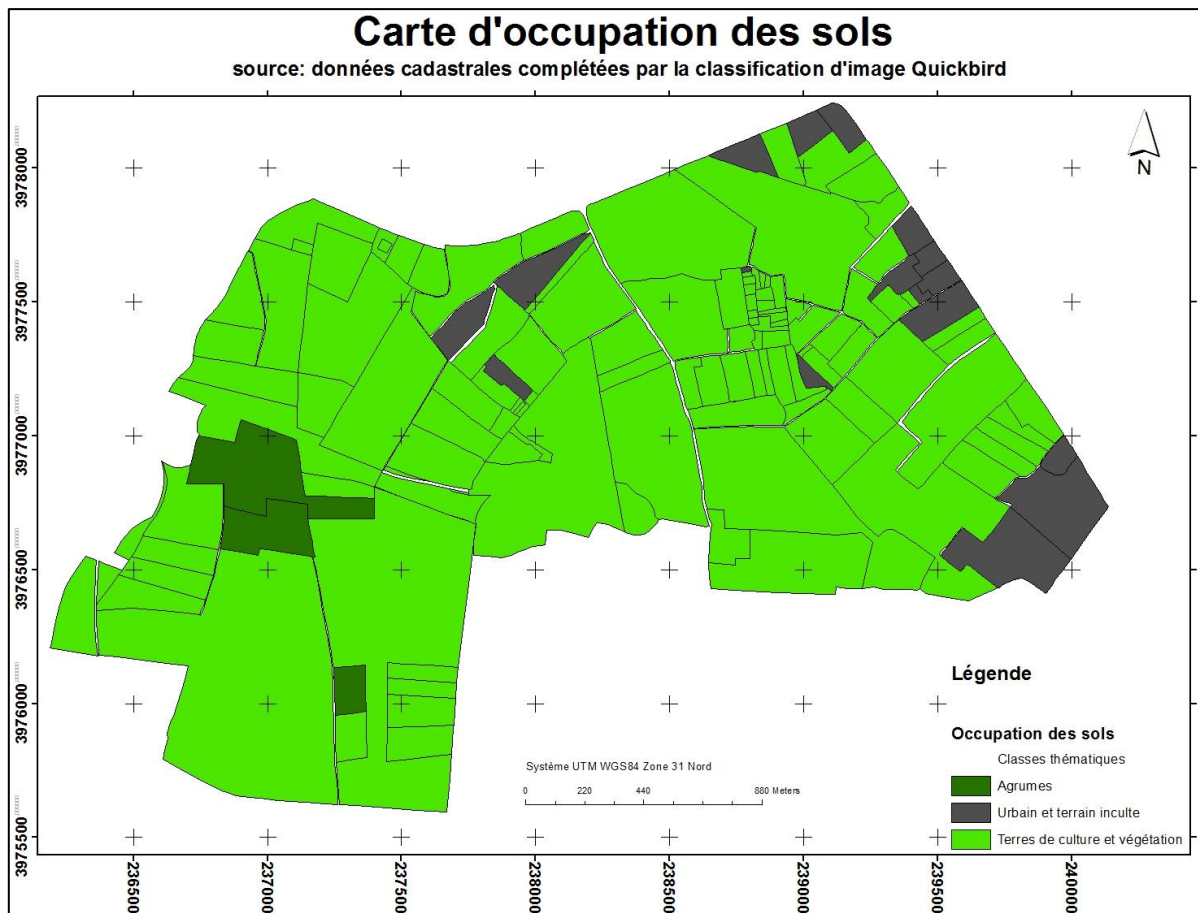 Carte d'occupation des sols
source: données cadastrales complétées par la classification d'image Quickbird
N
3978000
3977500
3977000
3976500
3976000
3975500
Légende
Occupation des sols
Classes thématiques
Agrumes
Urbain et terrain inculte
Terres de culture et végétation
Système UTM WGS84 Zone 31 Nord
0 220 440 880 Meters
236500 237000 237500 238000 238500 239000 239500 240000